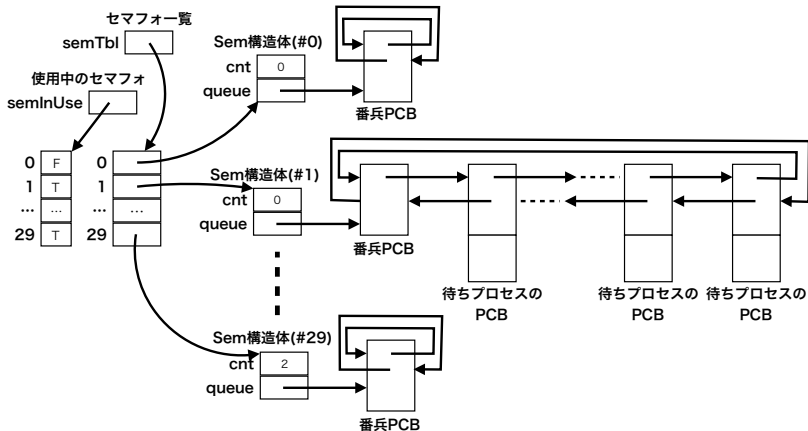 セマフォ一覧
semTbl
使用中のセマフォ
semInUse
0 F
1 T
... ...
29 T
0
1
... ...
29
Sem構造体(#0)
cnt 0
queue
番兵PCB
Sem構造体(#1)
cnt 0
queue
番兵PCB
待ちプロセスの
PCB
待ちプロセスの
PCB
待ちプロセスの
PCB
Sem構造体(#29)
cnt 2
queue
番兵PCB